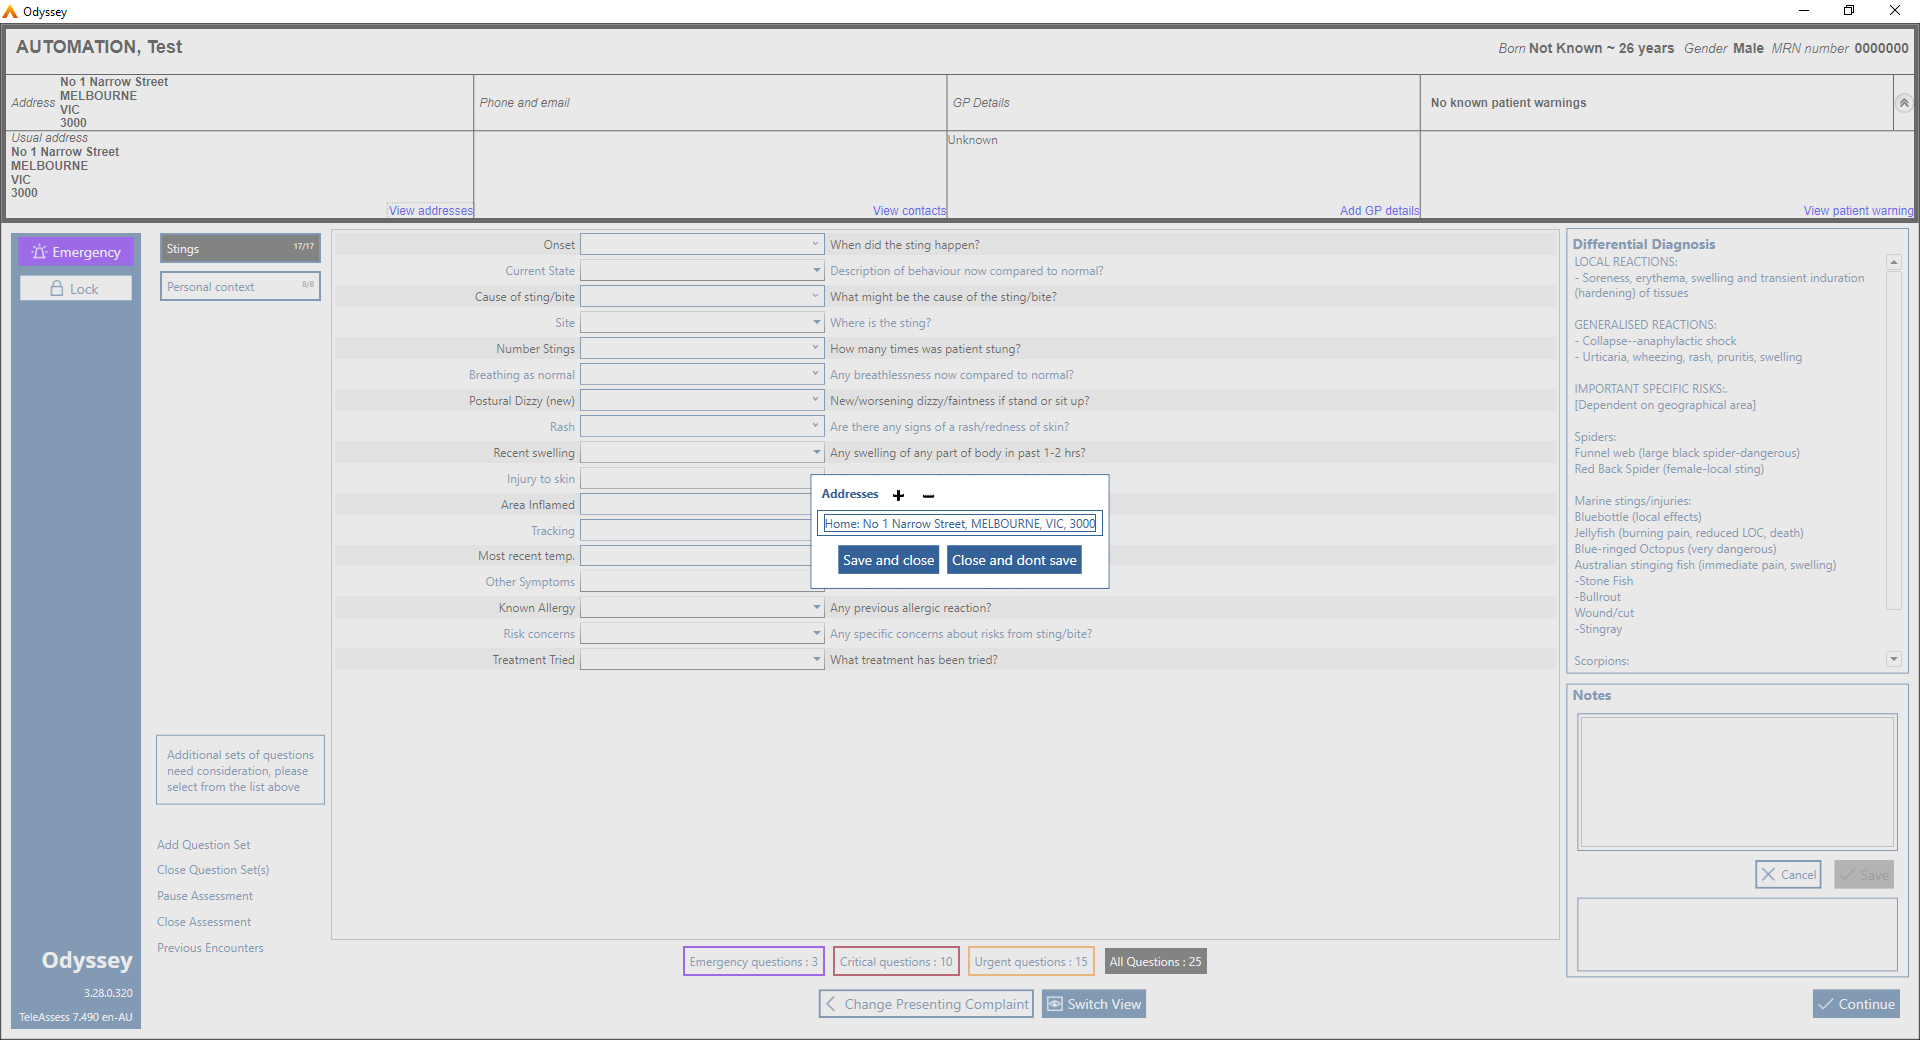 Odyssey
AUTOMATION, Test
Born Not Known ~ 26 years Gender Male MRN number 0000000
Address
No 1 Narrow Street
MELBOURNE
VIC
3000
Phone and email
GP Details
No known patient warnings
Usual address
No 1 Narrow Street
MELBOURNE
VIC
3000
View addresses
View contacts
Unknown
Add GP details
View patient warning
Emergency
Lock
Stings 17/17
Personal context 8/8
Onset When did the sting happen?
Current State Description of behaviour now compared to normal?
Cause of sting/bite What might be the cause of the sting/bite?
Site Where is the sting?
Number Stings How many times was patient stung?
Breathing as normal Any breathlessness now compared to normal?
Postural Dizzy (new) New/worsening dizzy/faintness if stand or sit up?
Rash Are there any signs of a rash/redness of skin?
Recent swelling Any swelling of any part of body in past 1-2 hrs?
Injury to skin
Area Inflamed
Tracking
Most recent temp.
Other Symptoms
Known Allergy Any previous allergic reaction?
Risk concerns Any specific concerns about risks from sting/bite?
Treatment Tried What treatment has been tried?
Addresses + −
Home: No 1 Narrow Street, MELBOURNE, VIC, 3000
Save and close
Close and dont save
Differential Diagnosis
LOCAL REACTIONS:
- Soreness, erythema, swelling and transient induration
(hardening) of tissues
GENERALISED REACTIONS:
- Collapse--anaphylactic shock
- Urticaria, wheezing, rash, pruritis, swelling
IMPORTANT SPECIFIC RISKS:.
[Dependent on geographical area]
Spiders:
Funnel web (large black spider-dangerous)
Red Back Spider (female-local sting)
Marine stings/injuries:
Bluebottle (local effects)
Jellyfish (burning pain, reduced LOC, death)
Blue-ringed Octopus (very dangerous)
Australian stinging fish (immediate pain, swelling)
-Stone Fish
-Bullrout
Wound/cut
-Stingray
Scorpions:
Notes
Cancel
Save
Additional sets of questions
need consideration, please
select from the list above
Add Question Set
Close Question Set(s)
Pause Assessment
Close Assessment
Previous Encounters
Odyssey
3.28.0.320
TeleAssess 7.490 en-AU
Emergency questions : 3
Critical questions : 10
Urgent questions : 15
All Questions : 25
Change Presenting Complaint
Switch View
Continue